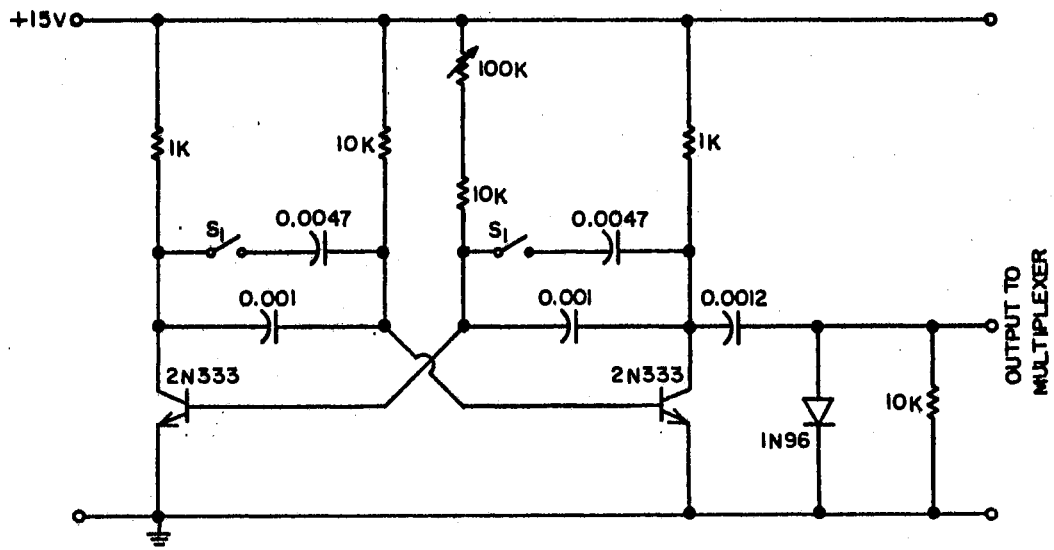 +15V
100K
1K
10K
1K
10K
S1
0.0047
S1
0.0047
0.001
0.001
0.0012
2N333
2N333
10K
1N96
OUTPUT TO
MULTIPLEXER